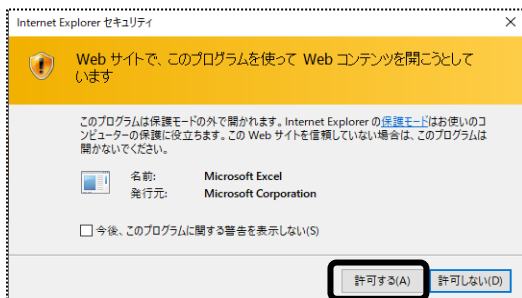 Internet Explorer セキュリティ
Web サイトで、このプログラムを使って Web コンテンツを開こうとして
います
このプログラムは保護モードの外で開かれます。Internet Explorer の保護モードはお使いのコ
ンピューターの保護に役立ちます。この Web サイトを信頼していない場合は、このプログラムは
開かないでください。
名前: Microsoft Excel
発行元: Microsoft Corporation
今後、このプログラムに関する警告を表示しない(S)
許可する(A) 許可しない(D)